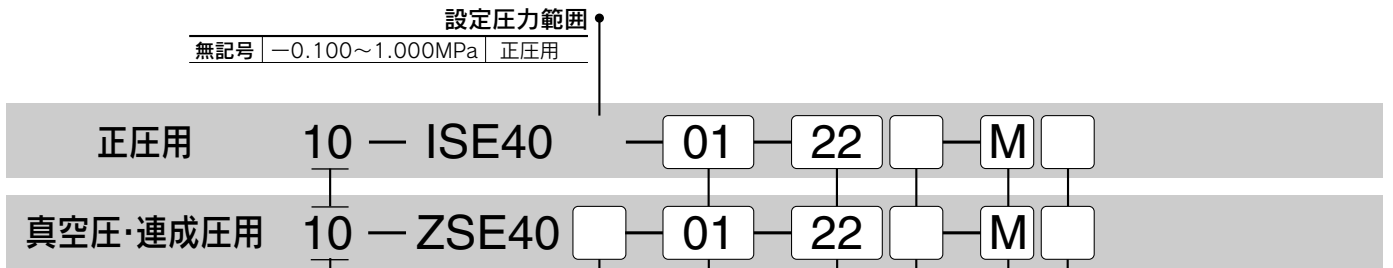 設定圧力範囲
無記号 −0.100〜1.000MPa 正圧用
正圧用 10 — ISE40 — 01 — 22 — M
真空圧・連成圧用 10 — ZSE40 — 01 — 22 — M